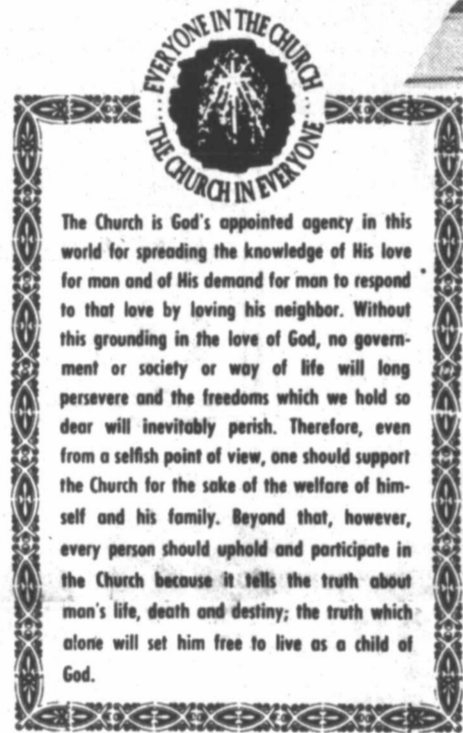 EVERYONE IN THE CHURCH
THE CHURCH IN EVERYONE
The Church is God's appointed agency in this
world for spreading the knowledge of His love
for man and of His demand for man to respond
to that love by loving his neighbor. Without
this grounding in the love of God, no govern-
ment or society or way of life will long
persevere and the freedoms which we hold so
dear will inevitably perish. Therefore, even
from a selfish point of view, one should support
the Church for the sake of the welfare of him-
self and his family. Beyond that, however,
every person should uphold and participate in
the Church because it tells the truth about
man's life, death and destiny; the truth which
alone will set him free to live as a child of
God.